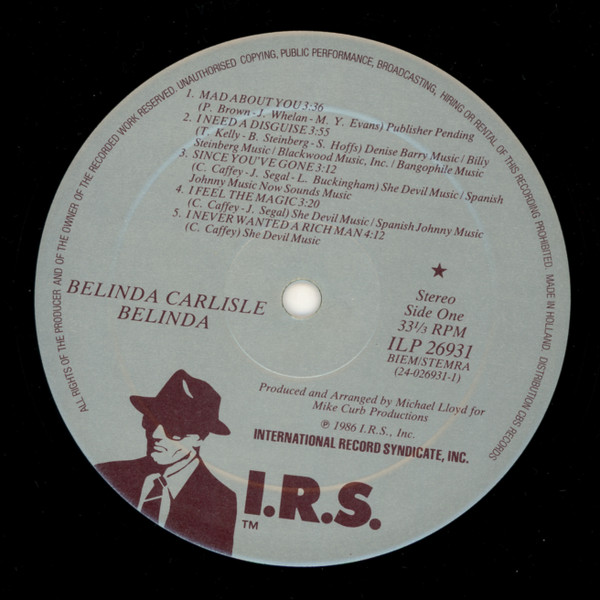 ALL RIGHTS OF THE PRODUCER AND OF THE OWNER OF THE RECORDED WORK RESERVED. UNAUTHORISED COPYING, PUBLIC PERFORMANCE, BROADCASTING, HIRING OR RENTAL OF THIS RECORDING PROHIBITED. MADE IN HOLLAND. DISTRIBUTION CBS RECORDS
1. MAD ABOUT YOU 3:36
(P. Brown - J. Whelan - M. Y. Evans) Publisher Pending
2. I NEED A DISGUISE 3:55
(T. Kelly - B. Steinberg - S. Hoffs) Denise Barry Music / Billy
Steinberg Music / Blackwood Music, Inc. / Bangophile Music
3. SINCE YOU'VE GONE 3:12
(C. Caffey - J. Segal - L. Buckingham) She Devil Music / Spanish
Johnny Music Now Sounds Music
4. I FEEL THE MAGIC 3:20
(C. Caffey - J. Segal) She Devil Music / Spanish Johnny Music
5. I NEVER WANTED A RICH MAN 4:12
(C. Caffey) She Devil Music
BELINDA CARLISLE
BELINDA
★
Stereo
Side One
33⅓ RPM
ILP 26931
BIEM/STEMRA
(24-026931-1)
Produced and Arranged by Michael Lloyd for
Mike Curb Productions
℗ 1986 I.R.S., Inc.
INTERNATIONAL RECORD SYNDICATE, INC.
I.R.S.
TM